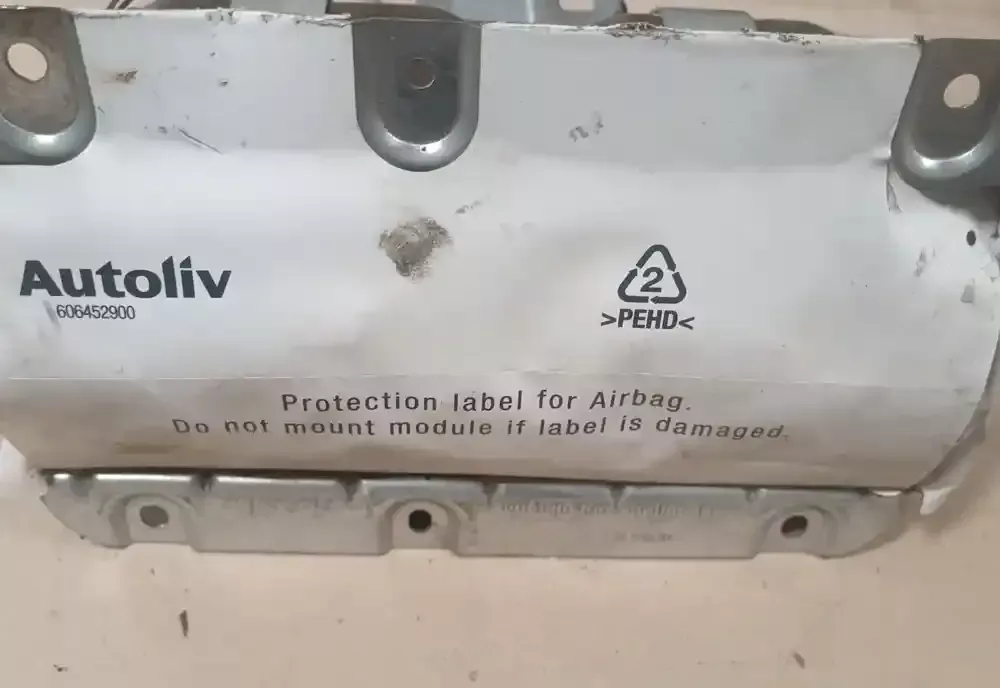 Autoliv
606452900
2
>PEHD<
Protection label for Airbag.
Do not mount module if label is damaged.